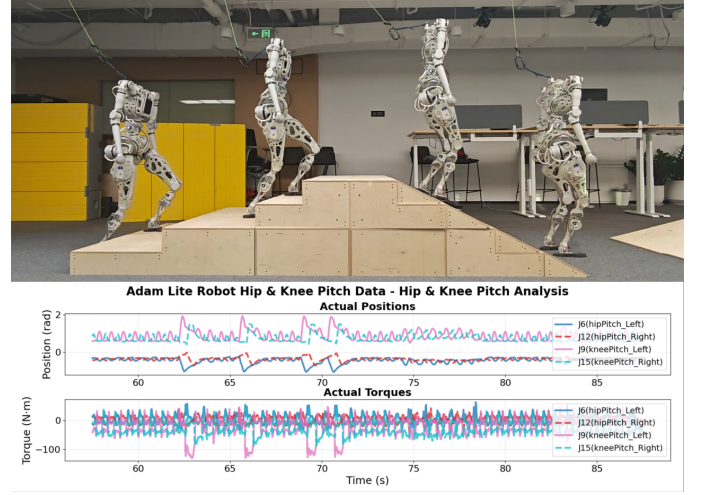 Adam Lite Robot Hip & Knee Pitch Data - Hip & Knee Pitch Analysis
Actual Positions
Position (rad)
2
0
J6(hipPitch_Left)
J12(hipPitch_Right)
J9(kneePitch_Left)
J15(kneePitch_Right)
60 65 70 75 80 85
Actual Torques
Torque (N·m)
0
−100
J6(hipPitch_Left)
J12(hipPitch_Right)
J9(kneePitch_Left)
J15(kneePitch_Right)
60 65 70 75 80 85
Time (s)